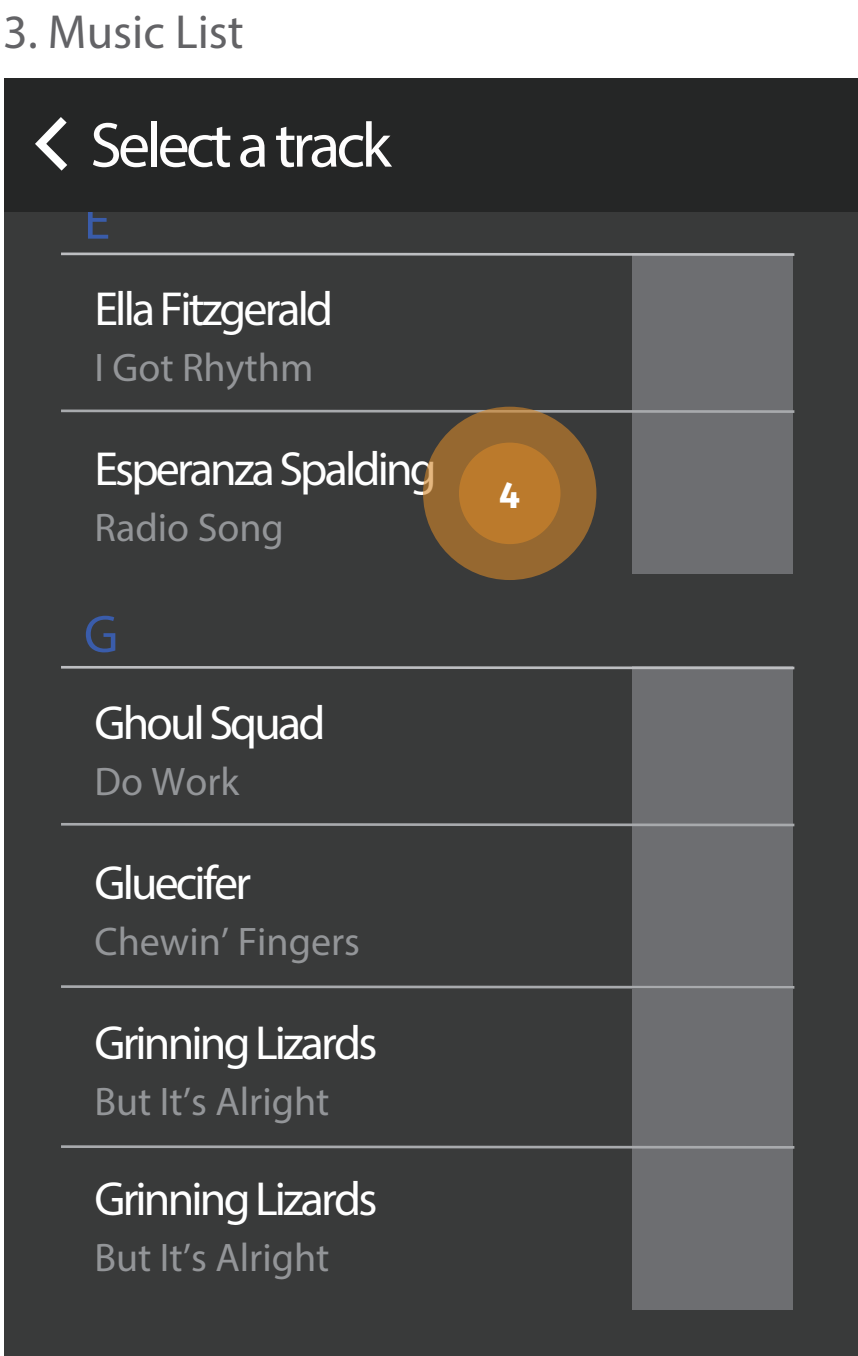 3. Music List
Select a track
E
Ella Fitzgerald
I Got Rhythm
Esperanza Spalding
4
Radio Song
G
Ghoul Squad
Do Work
Gluecifer
Chewin’ Fingers
Grinning Lizards
But It’s Alright
Grinning Lizards
But It’s Alright